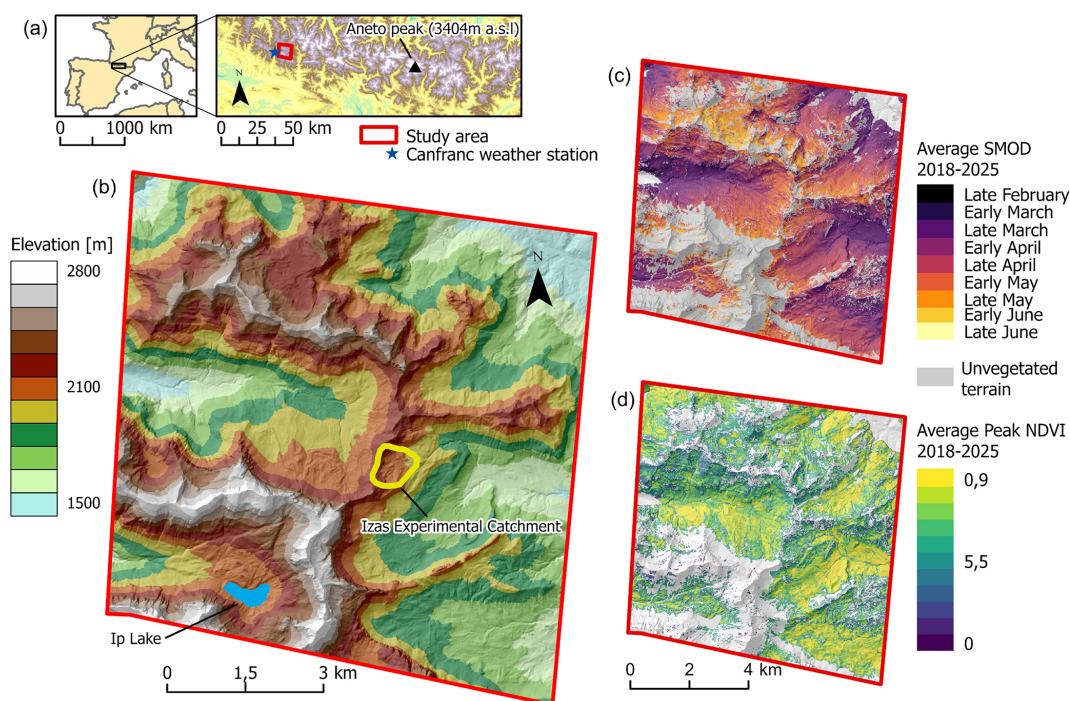 (a)
Aneto peak (3404m a.s.l)
N
0 1000 km
0 25 50 km
Study area
Canfranc weather station
(b)
Elevation [m]
2800
2100
1500
N
Izas Experimental Catchment
Ip Lake
0 1,5 3 km
(c)
Average SMOD
2018-2025
Late February
Early March
Late March
Early April
Late April
Early May
Late May
Early June
Late June
Unvegetated
terrain
(d)
Average Peak NDVI
2018-2025
0,9
5,5
0
0 2 4 km